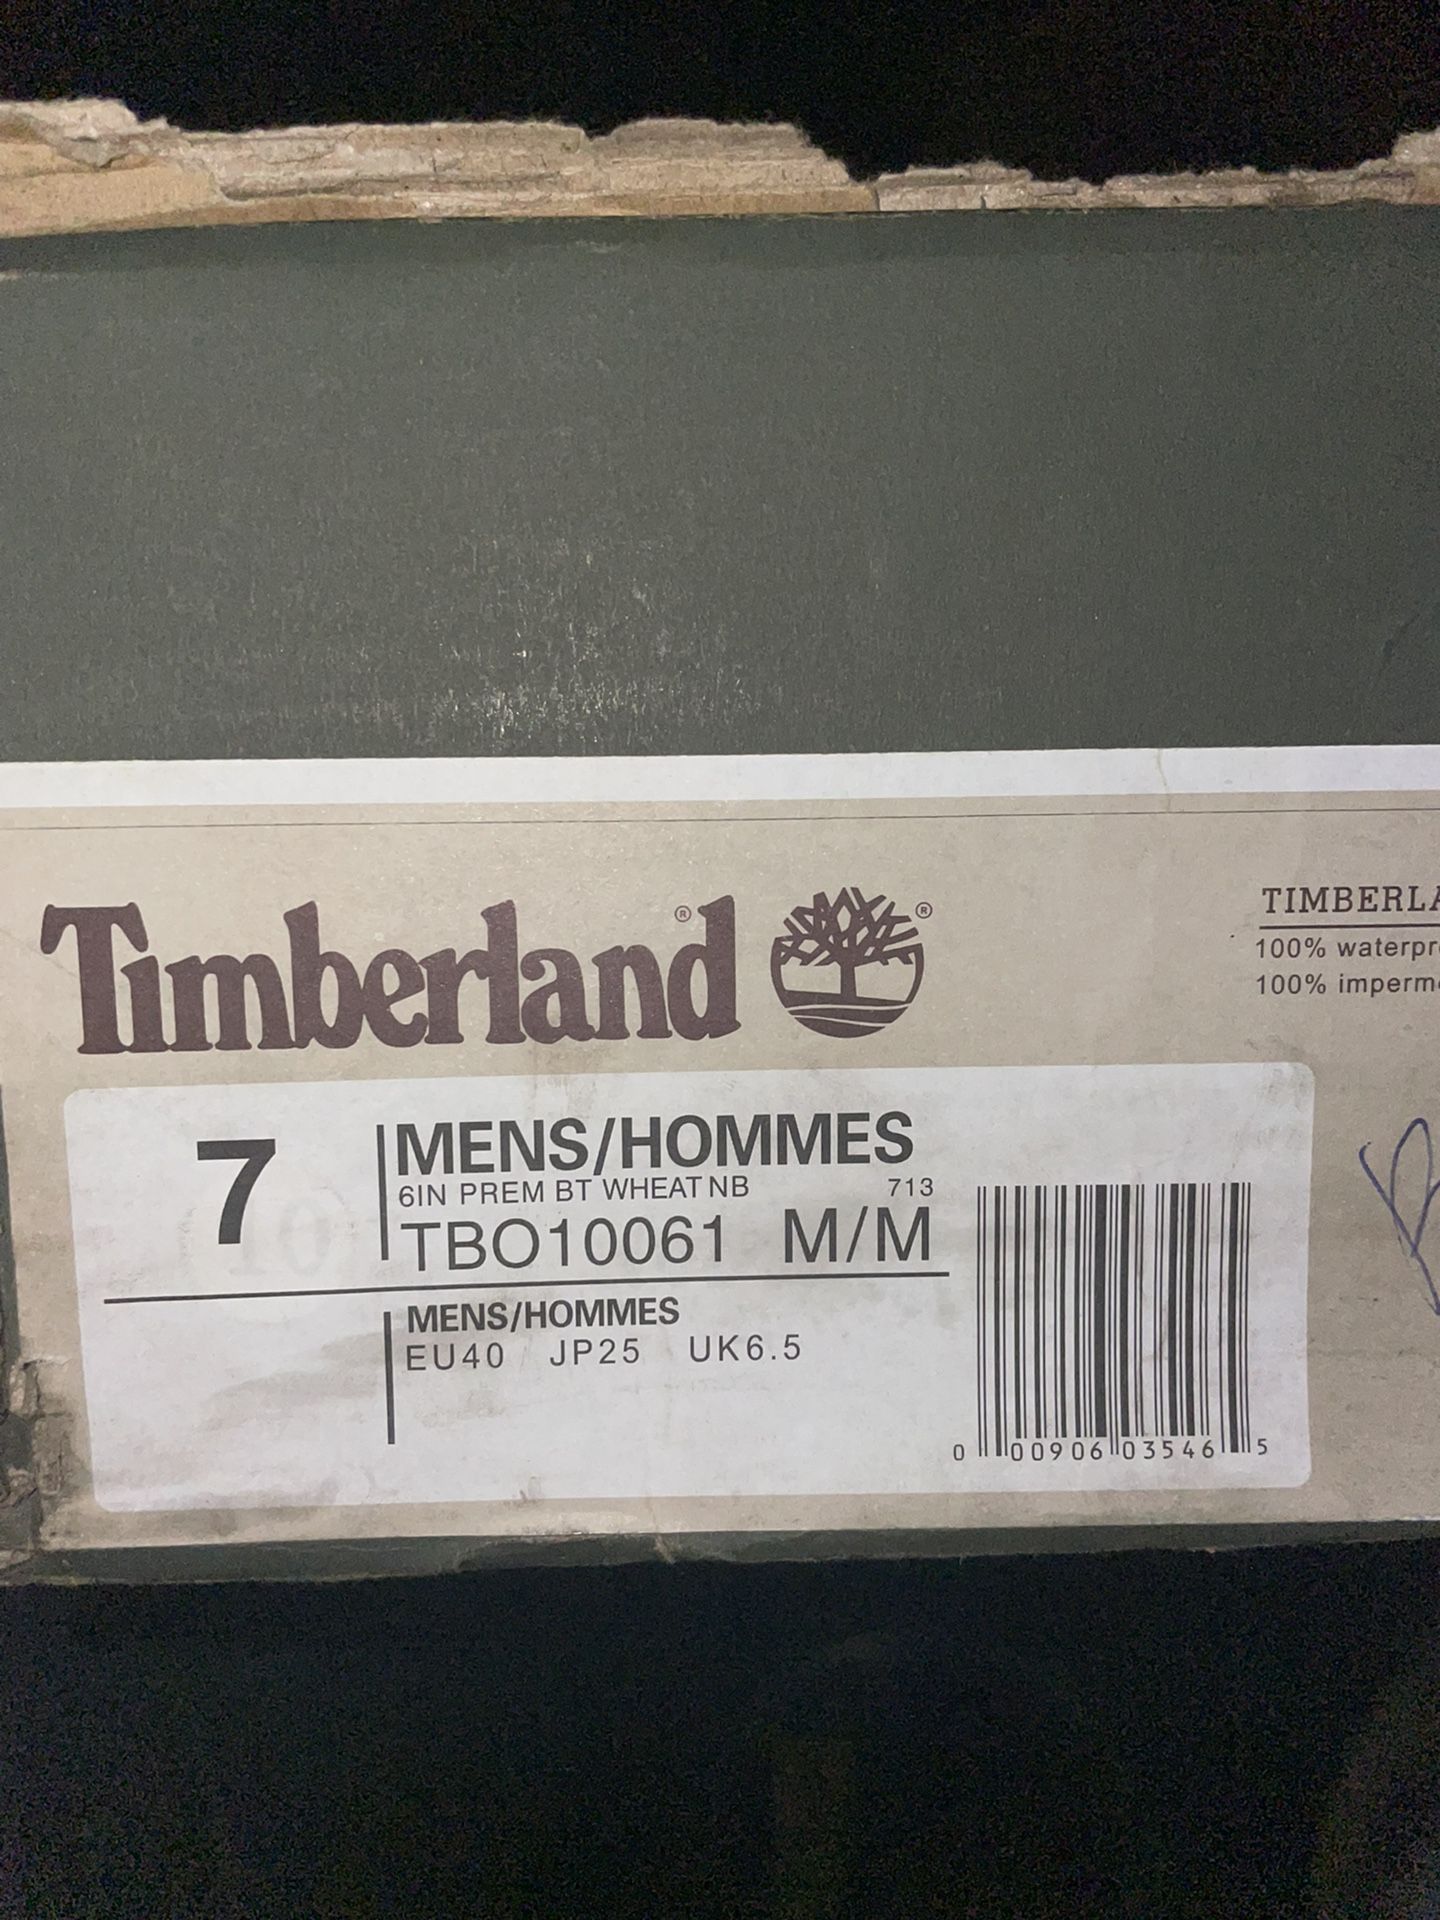 Timberland®
®
TIMBERLA
100% waterpr
100% imperm
7
MENS/HOMMES
6IN PREM BT WHEAT NB 713
TBO10061 M/M
MENS/HOMMES
EU40 JP25 UK6.5
0 00906 03546 5